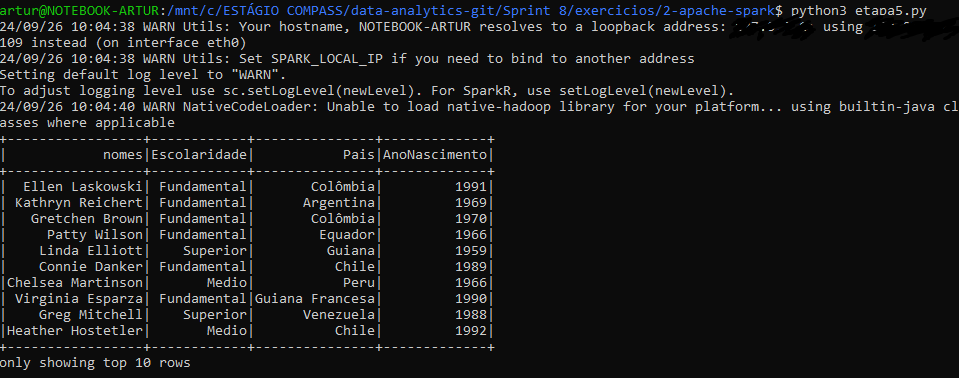 artur@NOTEBOOK-ARTUR:/mnt/c/ESTÁGIO COMPASS/data-analytics-git/Sprint 8/exercicios/2-apache-spark$ python3 etapa5.py
24/09/26 10:04:38 WARN Utils: Your hostname, NOTEBOOK-ARTUR resolves to a loopback address: using
109 instead (on interface eth0)
24/09/26 10:04:38 WARN Utils: Set SPARK_LOCAL_IP if you need to bind to another address
Setting default log level to "WARN".
To adjust logging level use sc.setLogLevel(newLevel). For SparkR, use setLogLevel(newLevel).
24/09/26 10:04:40 WARN NativeCodeLoader: Unable to load native-hadoop library for your platform... using builtin-java cl
asses where applicable
+-----------------+------------+---------------+-------------+
|            nomes|Escolaridade|           Pais|AnoNascimento|
+-----------------+------------+---------------+-------------+
|  Ellen Laskowski| Fundamental|       Colômbia|         1991|
| Kathryn Reichert| Fundamental|      Argentina|         1969|
|   Gretchen Brown| Fundamental|       Colômbia|         1970|
|     Patty Wilson| Fundamental|        Equador|         1966|
|    Linda Elliott|    Superior|         Guiana|         1959|
|    Connie Danker| Fundamental|          Chile|         1989|
|Chelsea Martinson|       Medio|           Peru|         1966|
| Virginia Esparza| Fundamental|Guiana Francesa|         1990|
|    Greg Mitchell|    Superior|      Venezuela|         1988|
|Heather Hostetler|       Medio|          Chile|         1992|
+-----------------+------------+---------------+-------------+
only showing top 10 rows